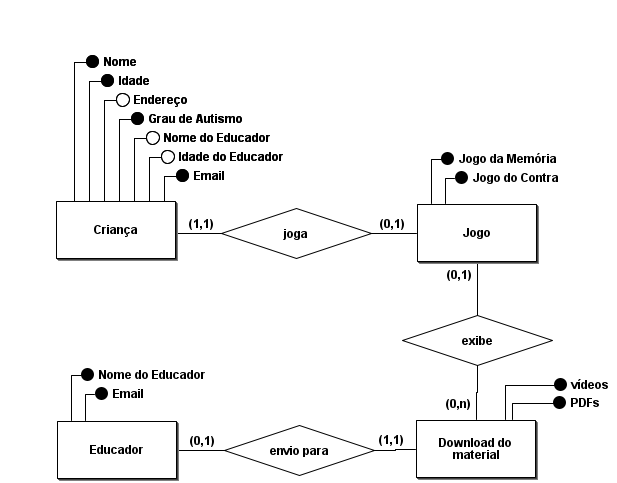 Nome
Idade
Endereço
Grau de Autismo
Nome do Educador
Idade do Educador
Email
Jogo da Memória
Jogo do Contra
Criança
(1,1)
joga
(0,1)
Jogo
(0,1)
exibe
(0,n)
Nome do Educador
Email
vídeos
PDFs
Educador
(0,1)
envio para
(1,1)
Download do
material